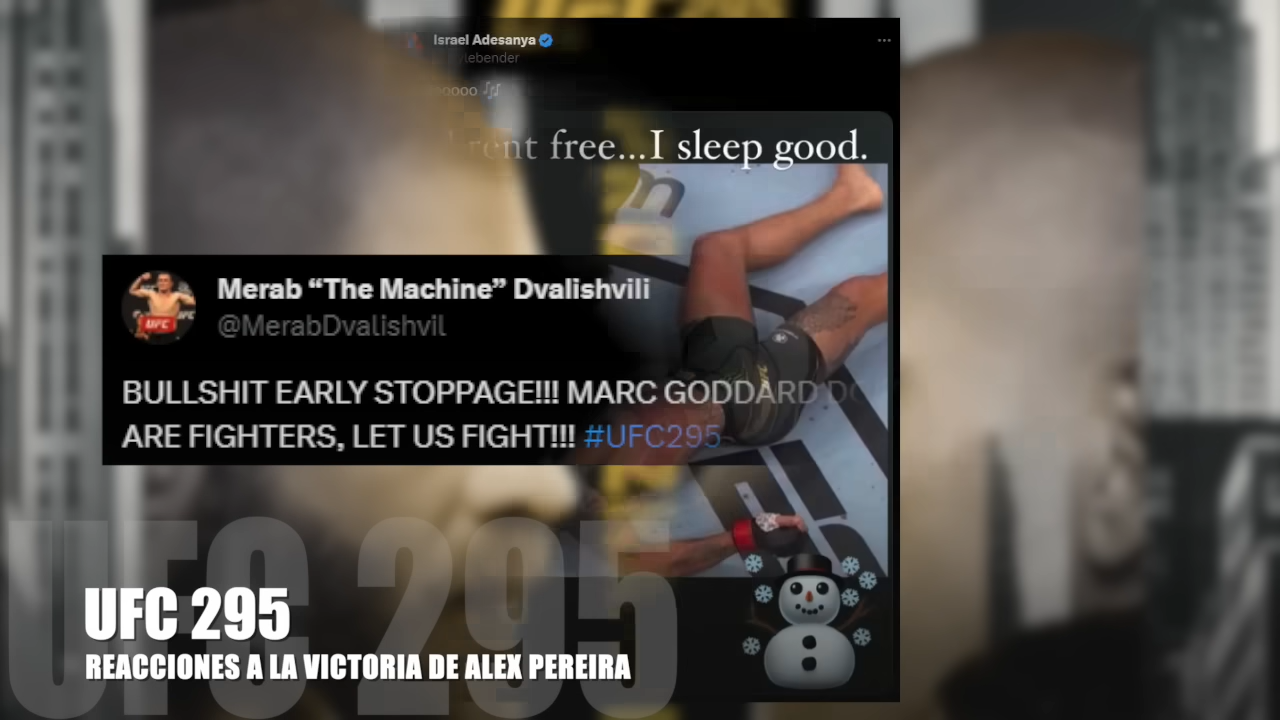 Israel Adesanya
rent free...I sleep good.
Merab “The Machine” Dvalishvili
@MerabDvalishvil
BULLSHIT EARLY STOPPAGE!!! MARC GODDARD
ARE FIGHTERS, LET US FIGHT!!! #UFC295
UFC 295
UFC 295
REACCIONES A LA VICTORIA DE ALEX PEREIRA